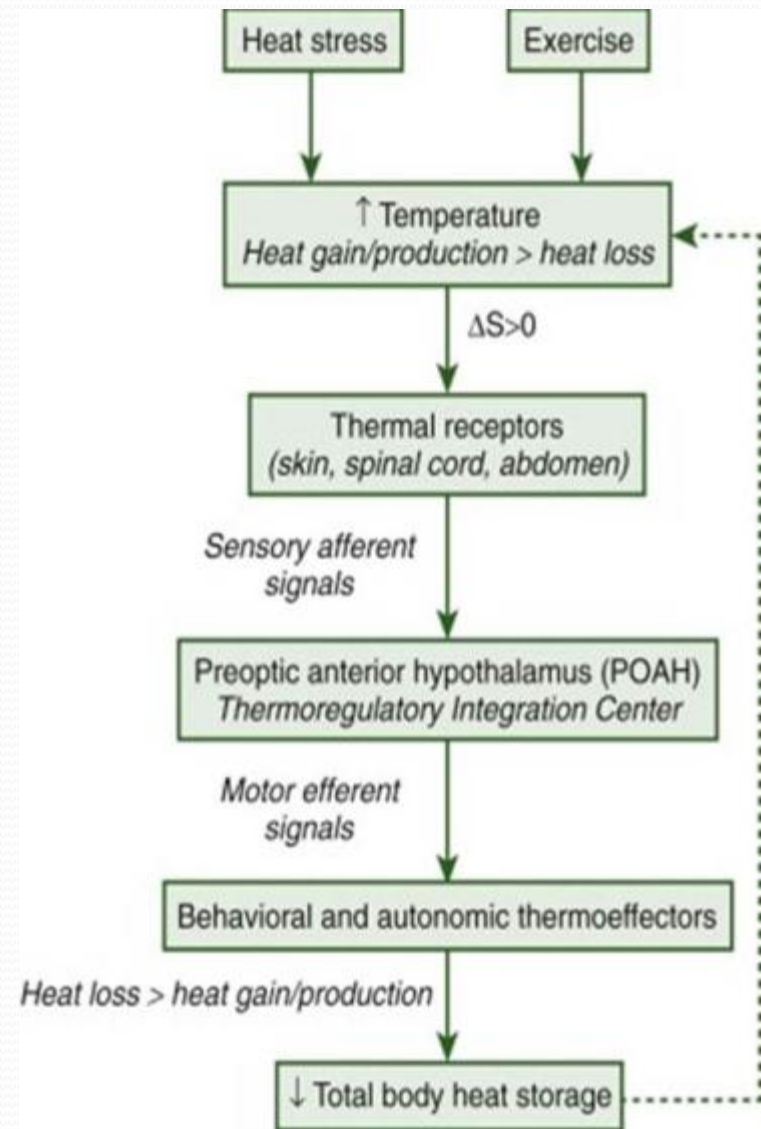 Heat stress
Exercise
↑ Temperature
Heat gain/production > heat loss
ΔS>0
Thermal receptors
(skin, spinal cord, abdomen)
Sensory afferent
signals
Preoptic anterior hypothalamus (POAH)
Thermoregulatory Integration Center
Motor efferent
signals
Behavioral and autonomic thermoeffectors
Heat loss > heat gain/production
↓ Total body heat storage